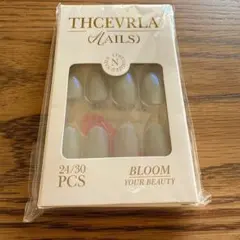 THCEVRLA
(NAILS)
N
24/30
PCS
BLOOM
YOUR BEAUTY